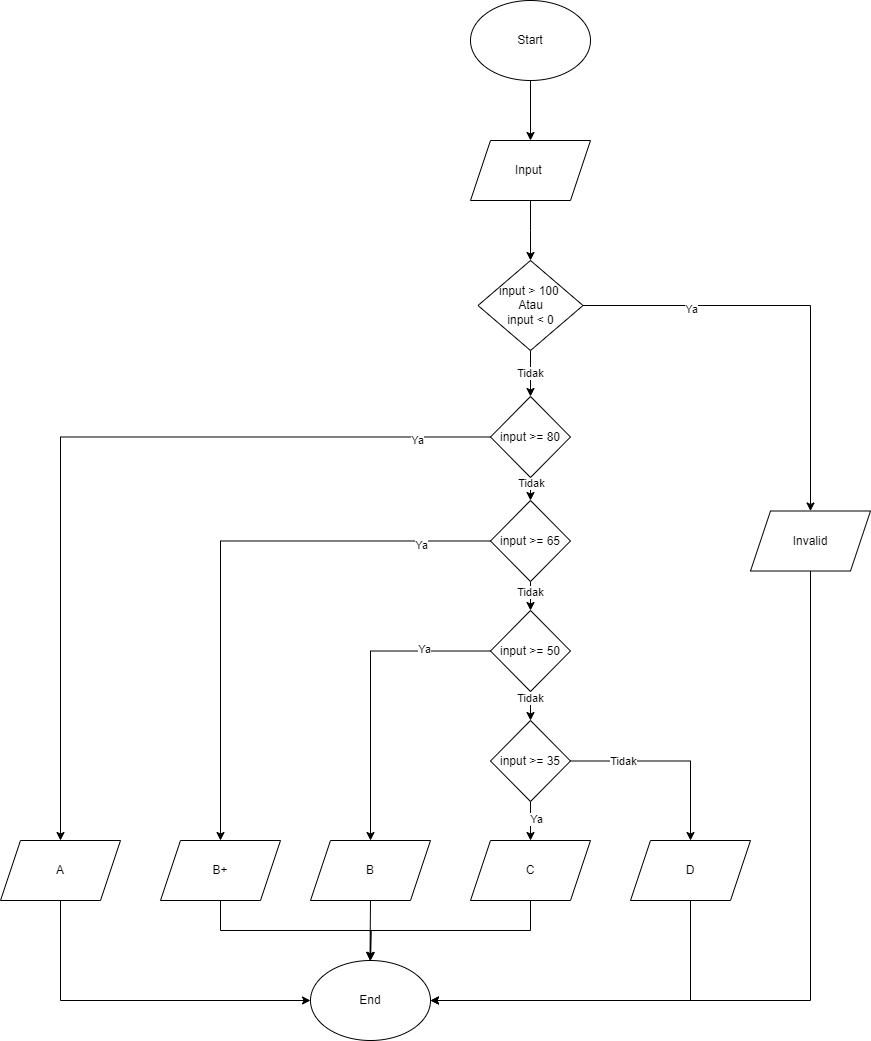 Start
Input
input > 100
Atau
input < 0
Ya
Tidak
input >= 80
Ya
Tidak
input >= 65
Ya
Invalid
Tidak
input >= 50
Ya
Tidak
input >= 35
Tidak
Ya
A
B+
B
C
D
End